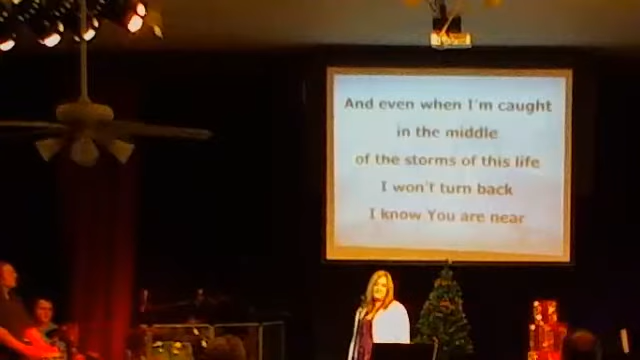 And even when I'm caught
in the middle
of the storms of this life
I won't turn back
I know You are near